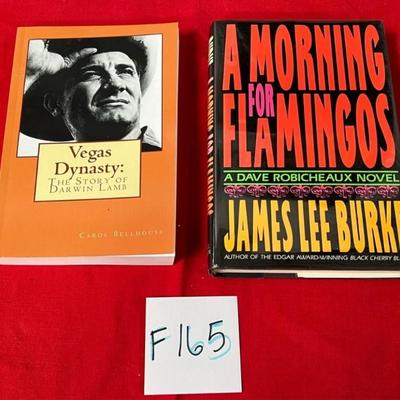 Vegas
Dynasty:
The Story of
Darwin Lamb
Carol Bellhouse
A MORNING
FOR
FLAMINGOS
A DAVE ROBICHEAUX NOVEL
JAMES LEE BURKE
AUTHOR OF THE EDGAR AWARD-WINNING BLACK CHERRY BL
F165